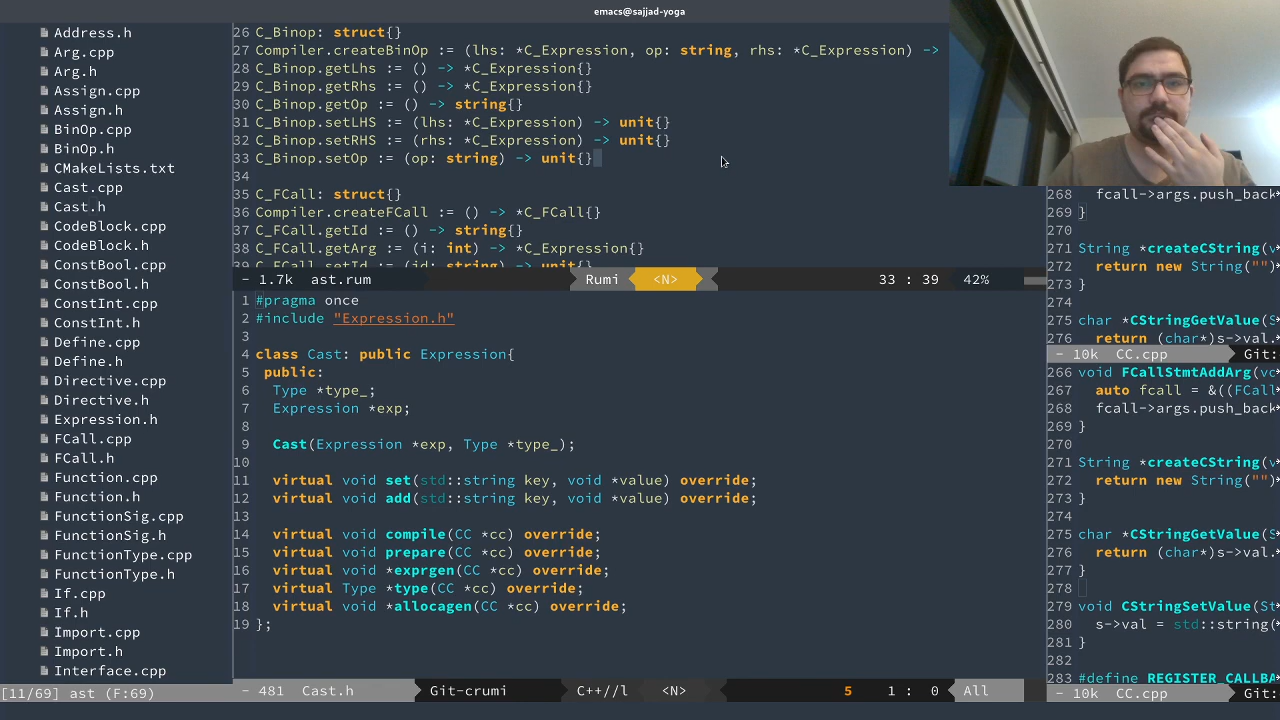 emacs@sajjad-yoga
Address.h
Arg.cpp
Arg.h
Assign.cpp
Assign.h
BinOp.cpp
BinOp.h
CMakeLists.txt
Cast.cpp
Cast.h
CodeBlock.cpp
CodeBlock.h
ConstBool.cpp
ConstBool.h
ConstInt.cpp
ConstInt.h
Define.cpp
Define.h
Directive.cpp
Directive.h
Expression.h
FCall.cpp
FCall.h
Function.cpp
Function.h
FunctionSig.cpp
FunctionSig.h
FunctionType.cpp
FunctionType.h
If.cpp
If.h
Import.cpp
Import.h
Interface.cpp
[11/69] ast (F:69)
26 C_Binop: struct{}
27 Compiler.createBinOp := (lhs: *C_Expression, op: string, rhs: *C_Expression) ->
28 C_Binop.getLhs := () -> *C_Expression{}
29 C_Binop.getRhs := () -> *C_Expression{}
30 C_Binop.getOp := () -> string{}
31 C_Binop.setLHS := (lhs: *C_Expression) -> unit{}
32 C_Binop.setRHS := (rhs: *C_Expression) -> unit{}
33 C_Binop.setOp := (op: string) -> unit{}
34
35 C_FCall: struct{}
36 Compiler.createFCall := () -> *C_FCall{}
37 C_FCall.getId := () -> string{}
38 C_FCall.getArg := (i: int) -> *C_Expression{}
39 C_FCall.setId := (id: string) -> unit{}
- 1.7k ast.rum Rumi <N> 33 : 39 42%
1 #pragma once
2 #include "Expression.h"
3
4 class Cast: public Expression{
5 public:
6 Type *type_;
7 Expression *exp;
8
9 Cast(Expression *exp, Type *type_);
10
11 virtual void set(std::string key, void *value) override;
12 virtual void add(std::string key, void *value) override;
13
14 virtual void compile(CC *cc) override;
15 virtual void prepare(CC *cc) override;
16 virtual void *exprgen(CC *cc) override;
17 virtual Type *type(CC *cc) override;
18 virtual void *allocagen(CC *cc) override;
19 };
- 481 Cast.h Git-crumi C++//l <N> 5 1 : 0 All
268 fcall->args.push_back
269 }
270
271 String *createCString(v
272 return new String("")
273 }
274
275 char *CStringGetValue(S
276 return (char*)s->val.
- 10k CC.cpp Git:
266 void FCallStmtAddArg(vc
267 auto fcall = &((FCall
268 fcall->args.push_back
269 }
270
271 String *createCString(v
272 return new String("")
273 }
274
275 char *CStringGetValue(S
276 return (char*)s->val.
277 }
278
279 void CStringSetValue(St
280 s->val = std::string(
281 }
282
283 #define REGISTER_CALLBA
- 10k CC.cpp Git: